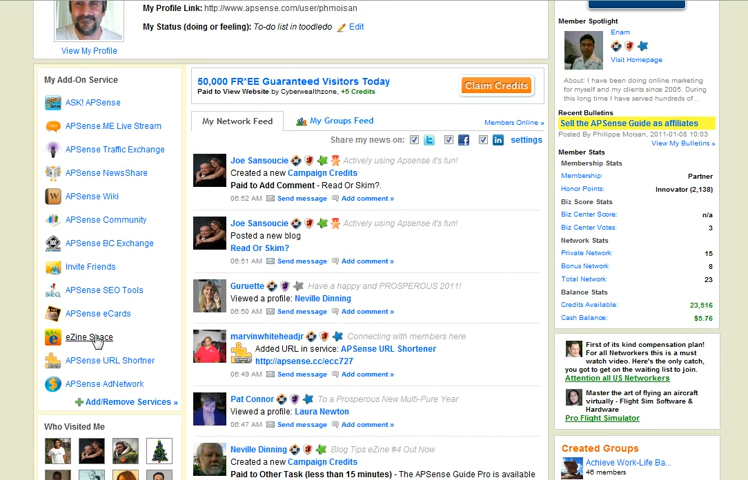 My Profile Link: http://www.apsense.com/user/phmoisan
My Status (doing or feeling): To-do list in toodledo Edit
View My Profile
My Add-On Service
ASK! APSense
APSense.ME Live Stream
APSense Traffic Exchange
APSense NewsShare
APSense Wiki
APSense Community
APSense BC Exchange
Invite Friends
APSense SEO Tools
APSense eCards
eZine Space
APSense URL Shortner
APSense AdNetwork
Add/Remove Services »
Who Visited Me
50,000 FR*EE Guaranteed Visitors Today
Paid to View Website by Cyberwealthzone, +5 Credits
Claim Credits
My Network Feed
My Groups Feed
Members Online »
Share my news on:
settings
Joe Sansoucie Actively using Apsense it's fun!
Created a new Campaign Credits
Paid to Add Comment - Read Or Skim?.
06:52 AM Send message Add comment »
Joe Sansoucie Actively using Apsense it's fun!
Posted a new blog
Read Or Skim?
06:51 AM Send message Add comment »
Guruette Have a happy and PROSPEROUS 2011!
Viewed a profile: Neville Dinning
06:50 AM Send message Add comment »
marvinwhiteheadjr Connecting with members here.
Added URL in service: APSense URL Shortener
http://apsense.cc/ecc727
06:49 AM Send message Add comment »
Pat Connor To a Prosperous New Multi-Pure Year
Viewed a profile: Laura Newton
06:47 AM Send message Add comment »
Neville Dinning Blog Tips eZine #4 Out Now
Created a new Campaign Credits
Paid to Other Task (less than 15 minutes) - The APSense Guide Pro is available
Member Spotlight
Enam
Visit Homepage
About: I have been doing online marketing
for myself and my clients since 2005. During
this long time I have served hundreds of...
Recent Bulletins
Sell the APSense Guide as affiliates
Posted By Philippe Moisan, 2011-01-08 10:03
View My Bulletins »
Member Stats
Membership Stats
Membership: Partner
Honor Points: Innovator (2,138)
Biz Score Stats
Biz Center Score: n/a
Biz Center Votes: 3
Network Stats
Private Network: 15
Bonus Network: 8
Total Network: 23
Balance Stats
Credits Available: 23,516
Cash Balance: $5.76
First of its kind compensation plan!
For all Networkers this is a must
watch video. Here's the only catch,
you got to get on the waiting list to join.
Attention all US Networkers
Master the art of flying an aircraft
virtually - Flight Sim Software &
Hardware
Pro Flight Simulator
Created Groups
Achieve Work-Life Ba...
46 members